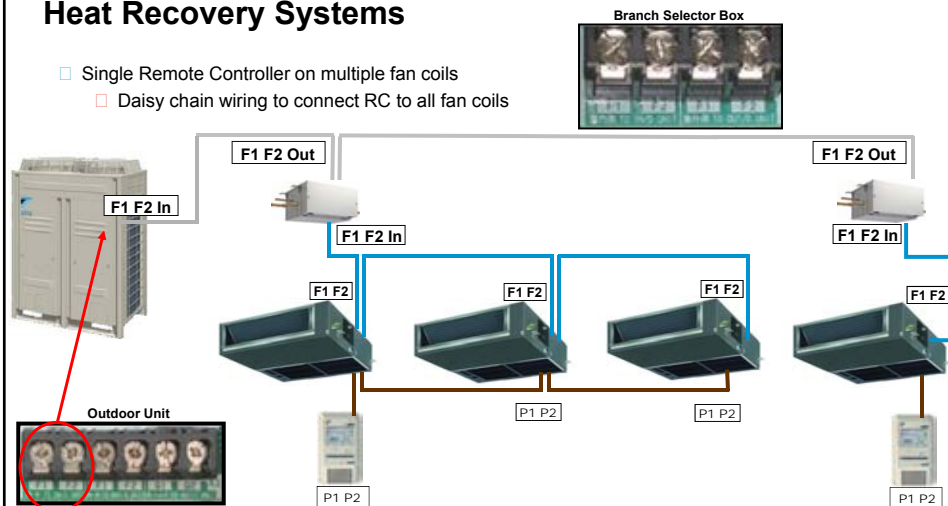 Heat Recovery Systems
Branch Selector Box
Single Remote Controller on multiple fan coils
Daisy chain wiring to connect RC to all fan coils
F1 F2 Out
F1 F2 Out
F1 F2 In
F1 F2 In
F1 F2 In
F1 F2
F1 F2
F1 F2
F1 F2
P1 P2
P1 P2
Outdoor Unit
P1 P2
P1 P2